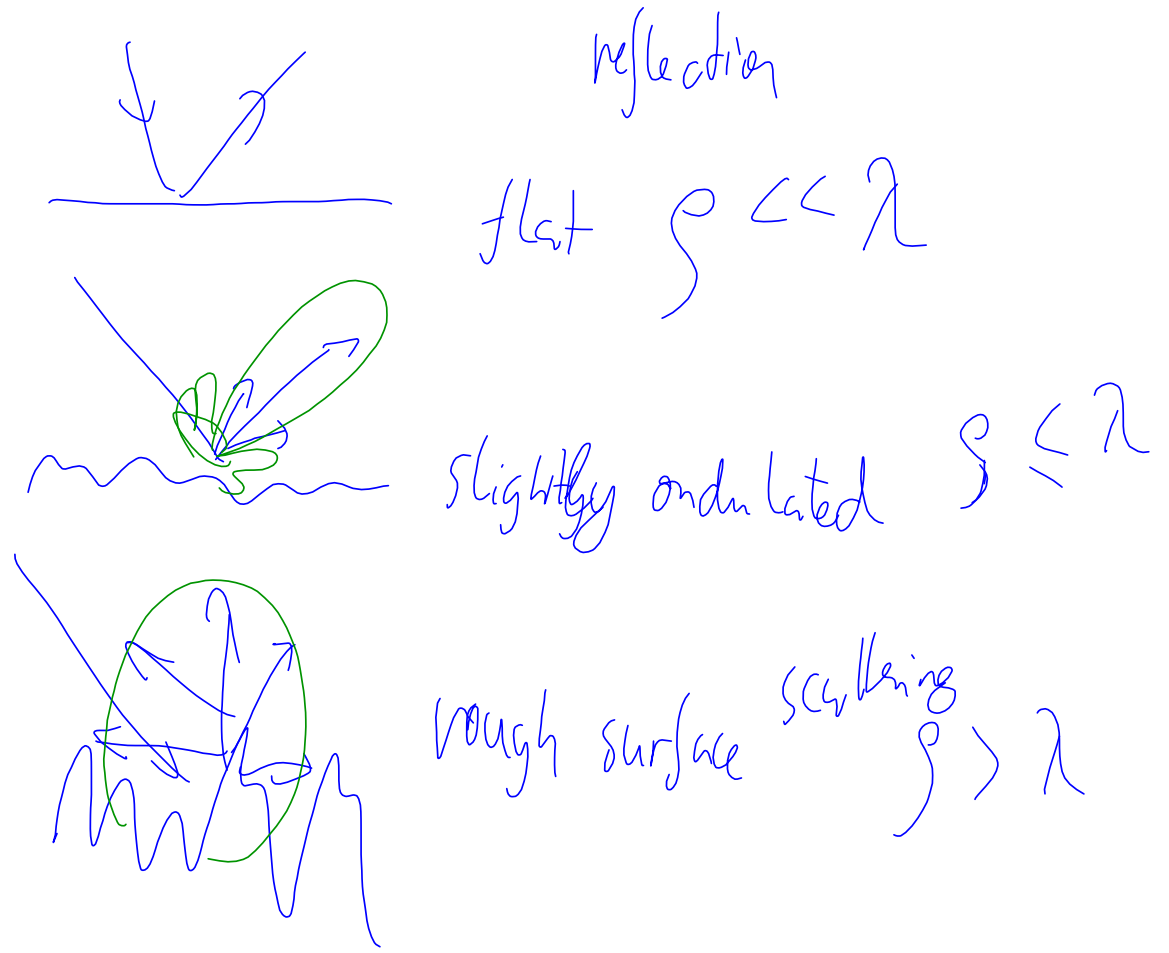 reflection
flat ρ << λ
slightly ondulated ρ ≤ λ
rough surface scattering ρ > λ